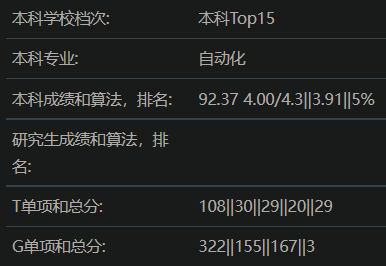 本科学校档次: 本科Top15
本科专业: 自动化
本科成绩和算法，排名: 92.37 4.00/4.3||3.91||5%
研究生成绩和算法，排
名:
T单项和总分: 108||30||29||20||29
G单项和总分: 322||155||167||3